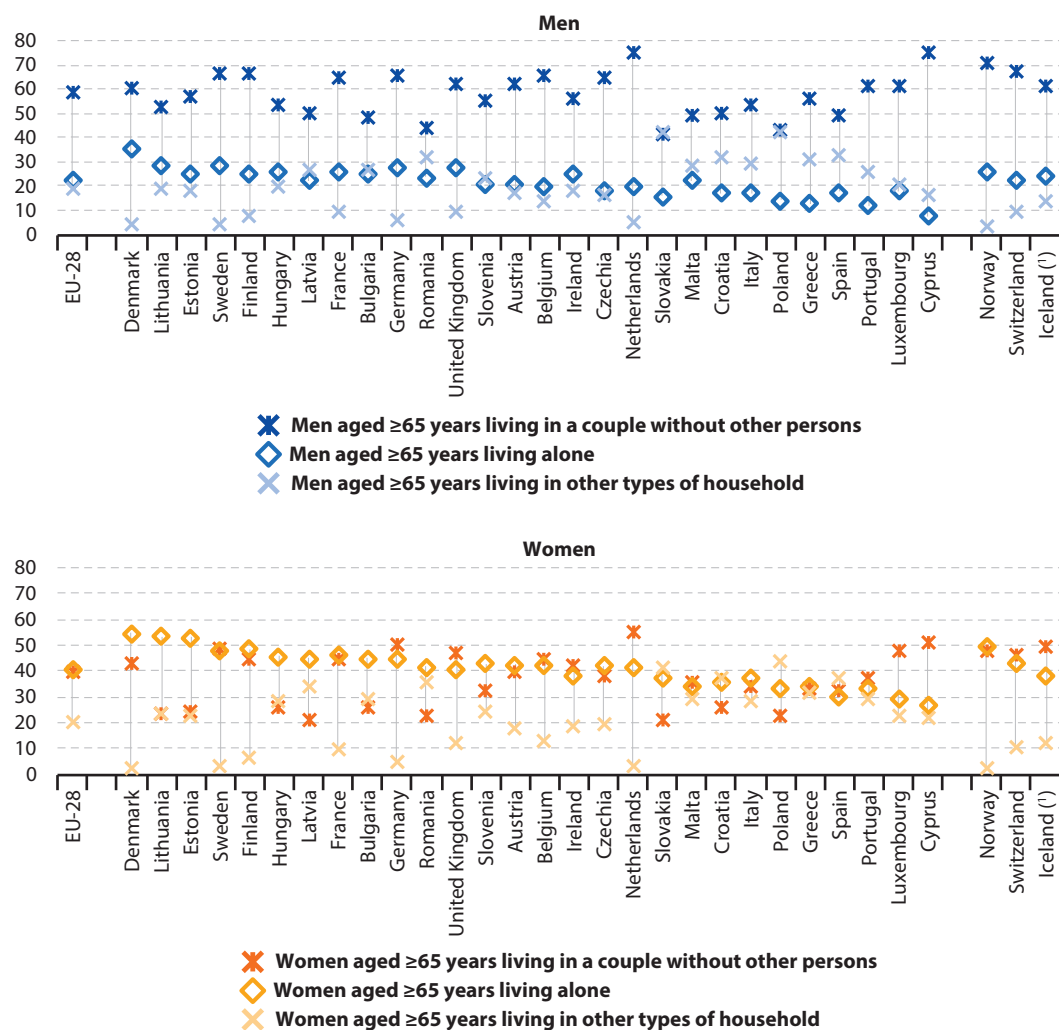 Men
80
70
60
50
40
30
20
10
0
EU-28
Denmark
Lithuania
Estonia
Sweden
Finland
Hungary
Latvia
France
Bulgaria
Germany
Romania
United Kingdom
Slovenia
Austria
Belgium
Ireland
Czechia
Netherlands
Slovakia
Malta
Croatia
Italy
Poland
Greece
Spain
Portugal
Luxembourg
Cyprus
Norway
Switzerland
Iceland (¹)
Men aged ≥65 years living in a couple without other persons
Men aged ≥65 years living alone
Men aged ≥65 years living in other types of household
Women
80
70
60
50
40
30
20
10
0
EU-28
Denmark
Lithuania
Estonia
Sweden
Finland
Hungary
Latvia
France
Bulgaria
Germany
Romania
United Kingdom
Slovenia
Austria
Belgium
Ireland
Czechia
Netherlands
Slovakia
Malta
Croatia
Italy
Poland
Greece
Spain
Portugal
Luxembourg
Cyprus
Norway
Switzerland
Iceland (¹)
Women aged ≥65 years living in a couple without other persons
Women aged ≥65 years living alone
Women aged ≥65 years living in other types of household